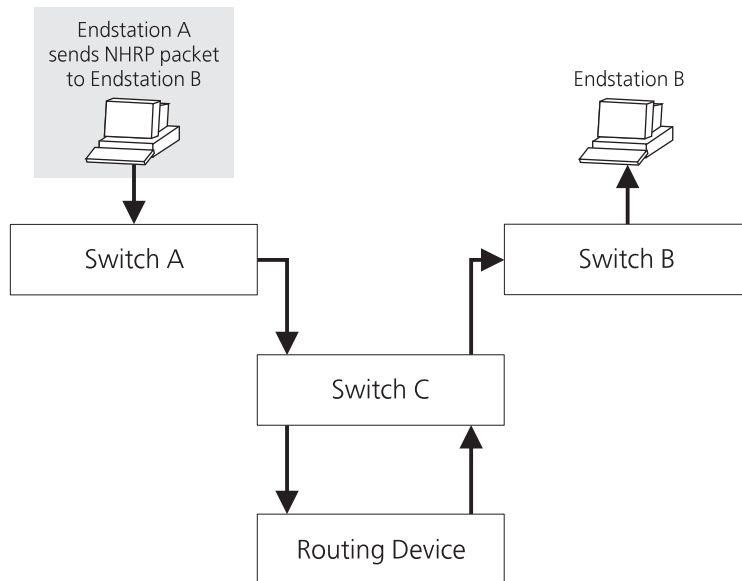 Endstation A
sends NHRP packet
to Endstation B
Endstation B
Switch A
Switch B
Switch C
Routing Device